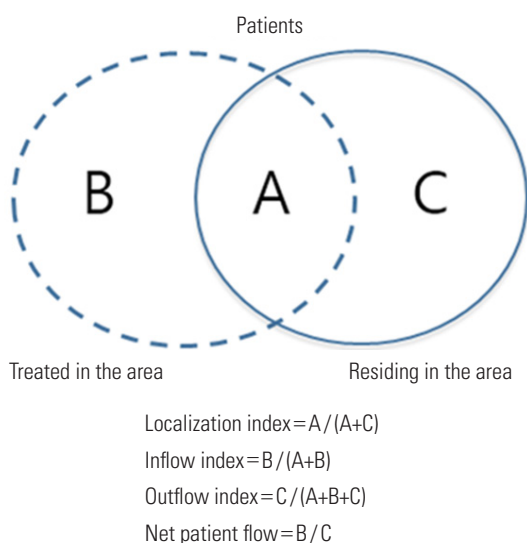 Patients
B A C
Treated in the area Residing in the area
Localization index=A/(A+C)
Inflow index=B/(A+B)
Outflow index=C/(A+B+C)
Net patient flow=B/C